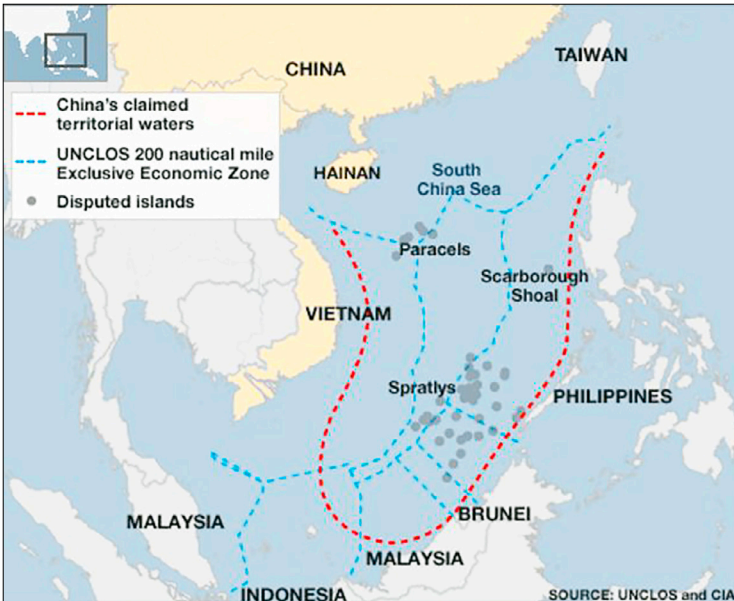 TAIWAN
CHINA
China's claimed
territorial waters
UNCLOS 200 nautical mile
Exclusive Economic Zone
Disputed islands
HAINAN
South
China Sea
Paracels
Scarborough
Shoal
VIETNAM
Spratlys
PHILIPPINES
MALAYSIA
BRUNEI
MALAYSIA
INDONESIA
SOURCE: UNCLOS and CIA